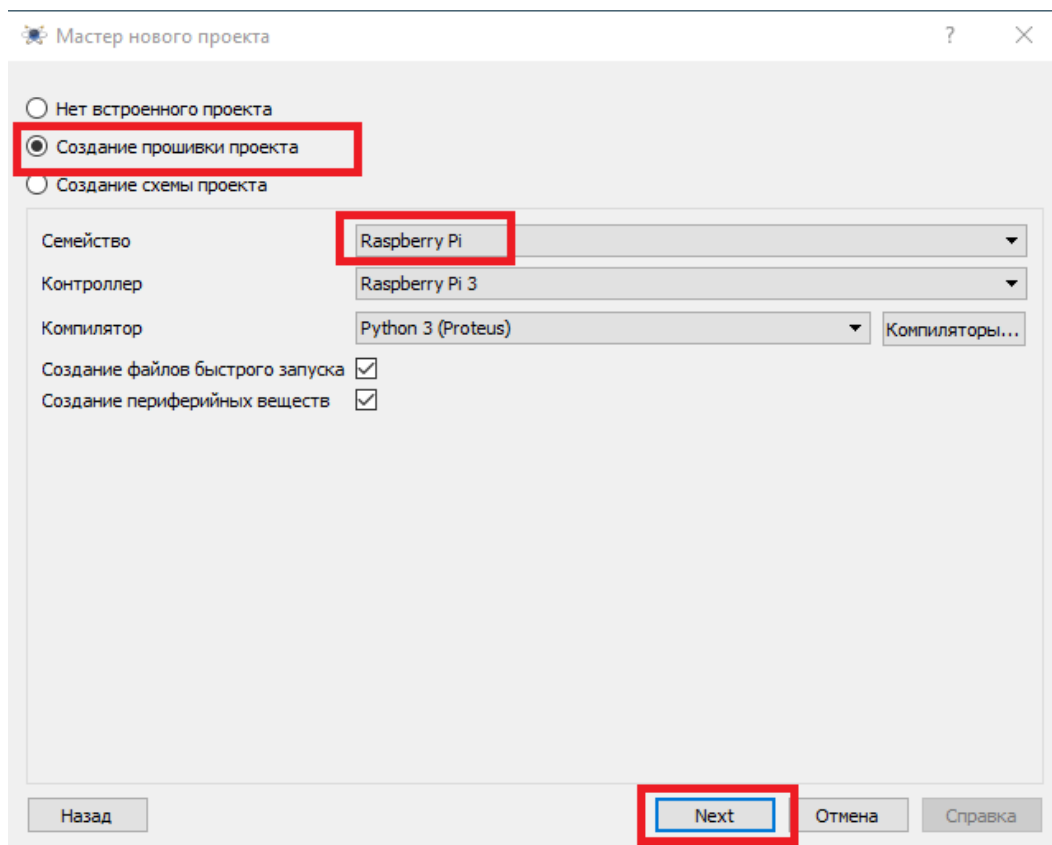 Мастер нового проекта ?
Нет встроенного проекта
Создание прошивки проекта
Создание схемы проекта
Семейство Raspberry Pi
Контроллер Raspberry Pi 3
Компилятор Python 3 (Proteus) Компиляторы...
Создание файлов быстрого запуска
Создание периферийных веществ
Назад Next Отмена Справка